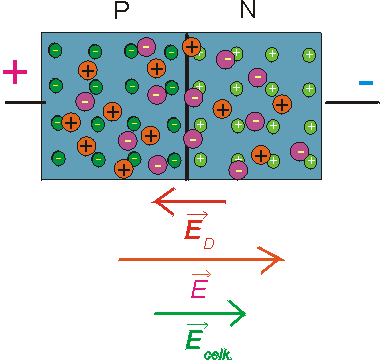 P N
+ -
E_D
E
E_celk.